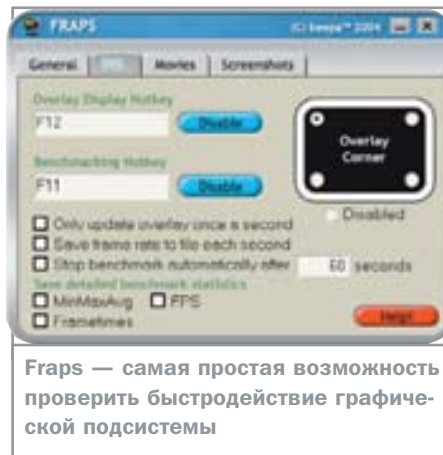 FRAPS (C) beepa™ 2004
General FPS Movies Screenshots
Overlay Display Hotkey
F12 Disable
Overlay Corner
Benchmarking Hotkey
F11 Disable
Disabled
Only update overlay once a second
Save frame rate to file each second
Stop benchmark automatically after 60 seconds
Save detailed benchmark statistics
MinMaxAvg FPS
Frametimes
Help!
Fraps — самая простая возможность
проверить быстродействие графиче-
ской подсистемы